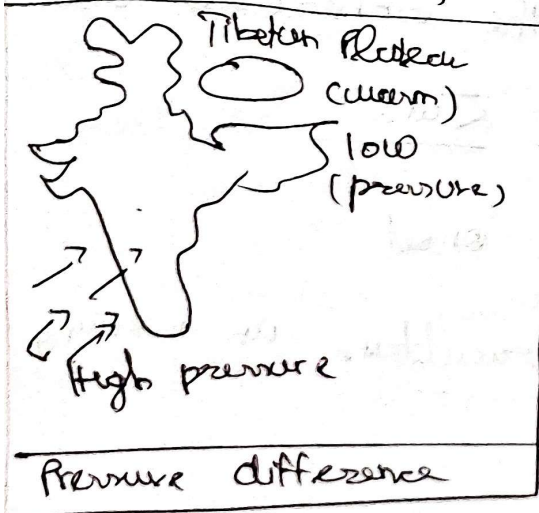 Tibetan Plateau
(warm)
low
(pressure)
High pressure
Pressure difference